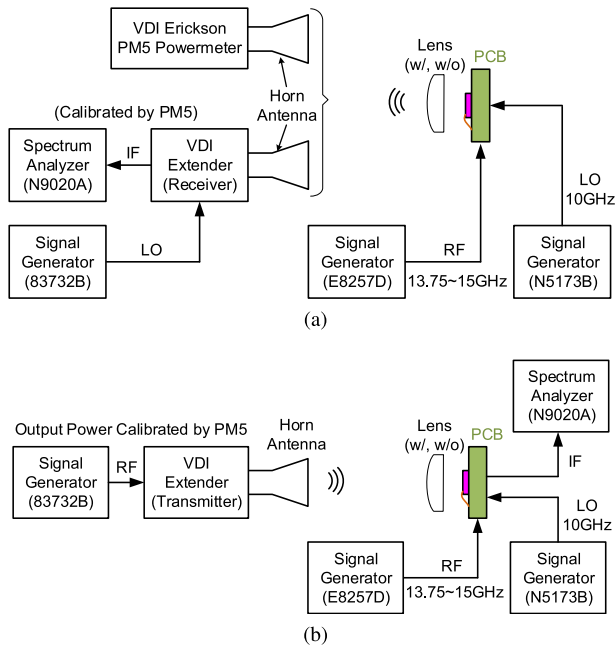 VDI Erickson
PM5 Powermeter
(Calibrated by PM5)
Horn
Antenna
Spectrum
Analyzer
(N9020A)
IF
VDI
Extender
(Receiver)
Signal
Generator
(83732B)
LO
Lens
(w/, w/o)
PCB
LO
10GHz
Signal
Generator
(E8257D)
RF
13.75~15GHz
Signal
Generator
(N5173B)
(a)
Spectrum
Analyzer
(N9020A)
Output Power Calibrated by PM5
Horn
Antenna
Signal
Generator
(83732B)
RF
VDI
Extender
(Transmitter)
Lens
(w/, w/o)
PCB
IF
LO
10GHz
Signal
Generator
(E8257D)
RF
13.75~15GHz
Signal
Generator
(N5173B)
(b)